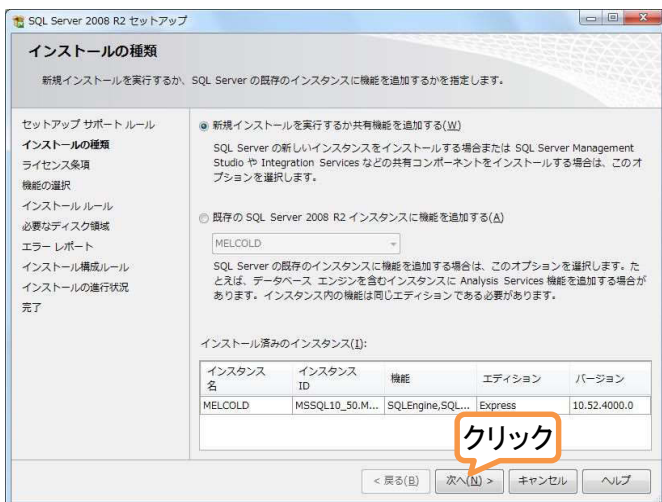 SQL Server 2008 R2 セットアップ
インストールの種類
新規インストールを実行するか、SQL Server の既存のインスタンスに機能を追加するかを指定します。
セットアップ サポート ルール
インストールの種類
ライセンス条項
機能の選択
インストール ルール
必要なディスク領域
エラー レポート
インストール構成ルール
インストールの進行状況
完了
新規インストールを実行するか共有機能を追加する(W)
SQL Server の新しいインスタンスをインストールする場合または SQL Server Management
Studio や Integration Services などの共有コンポーネントをインストールする場合は、このオ
プションを選択します。
既存の SQL Server 2008 R2 インスタンスに機能を追加する(A)
MELCOLD
SQL Server の既存のインスタンスに機能を追加する場合は、このオプションを選択します。た
とえば、データベース エンジンを含むインスタンスに Analysis Services 機能を追加する場合が
あります。インスタンス内の機能は同じエディションである必要があります。
インストール済みのインスタンス(I):
インスタンス名 インスタンス ID 機能 エディション バージョン
MELCOLD MSSQL10_50.M... SQLEngine,SQL... Express 10.52.4000.0
クリック
< 戻る(B) 次へ(N) > キャンセル ヘルプ